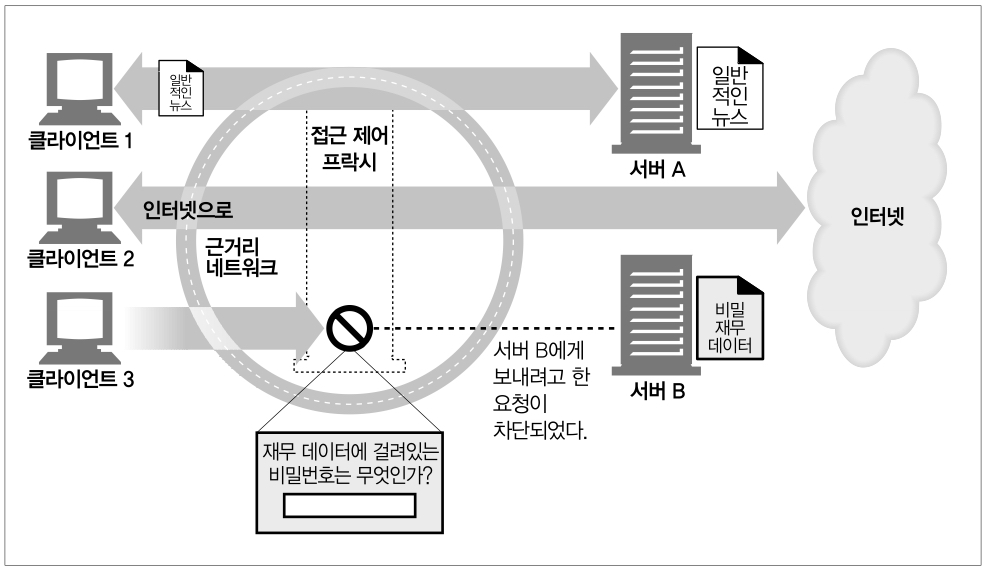 클라이언트 1
일반
적인
뉴스
접근 제어
프락시
서버 A
일반
적인
뉴스
클라이언트 2
인터넷으로
근거리
네트워크
인터넷
클라이언트 3
서버 B에게
보내려고 한
요청이
차단되었다.
서버 B
비밀
재무
데이터
재무 데이터에 걸려있는
비밀번호는 무엇인가?